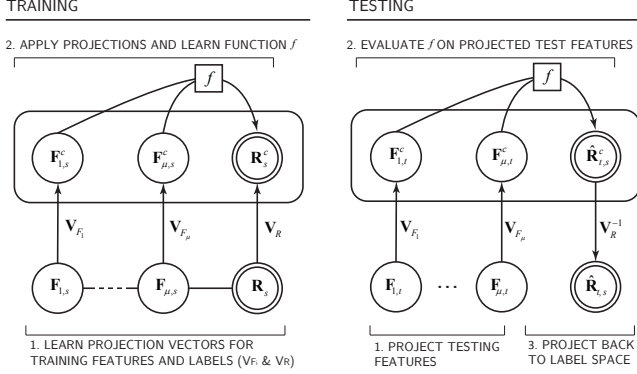 TRAINING
2. APPLY PROJECTIONS AND LEARN FUNCTION f
f
F^c_{1,s}
F^c_{μ,s}
R^c_s
V_{F_1}
V_{F_μ}
V_R
F_{1,s}
F_{μ,s}
R_s
1. LEARN PROJECTION VECTORS FOR
TRAINING FEATURES AND LABELS (VFi & VR)
TESTING
2. EVALUATE f ON PROJECTED TEST FEATURES
f
F^c_{1,t}
F^c_{μ,t}
R̂^c_{t,s}
V_{F_1}
V_{F_μ}
V_R^{-1}
F_{1,t}
...
F_{μ,t}
R̂_{t,s}
1. PROJECT TESTING
FEATURES
3. PROJECT BACK
TO LABEL SPACE